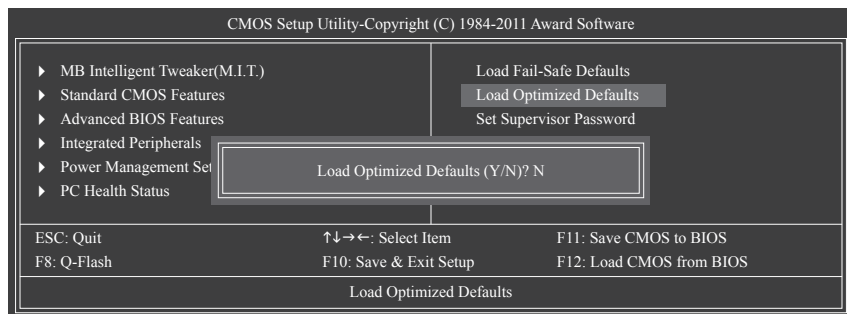 CMOS Setup Utility-Copyright (C) 1984-2011 Award Software
MB Intelligent Tweaker(M.I.T.)
Standard CMOS Features
Advanced BIOS Features
Integrated Peripherals
Power Management Set
PC Health Status
Load Fail-Safe Defaults
Load Optimized Defaults
Set Supervisor Password
Load Optimized Defaults (Y/N)? N
ESC: Quit ↑↓→←: Select Item F11: Save CMOS to BIOS
F8: Q-Flash F10: Save & Exit Setup F12: Load CMOS from BIOS
Load Optimized Defaults